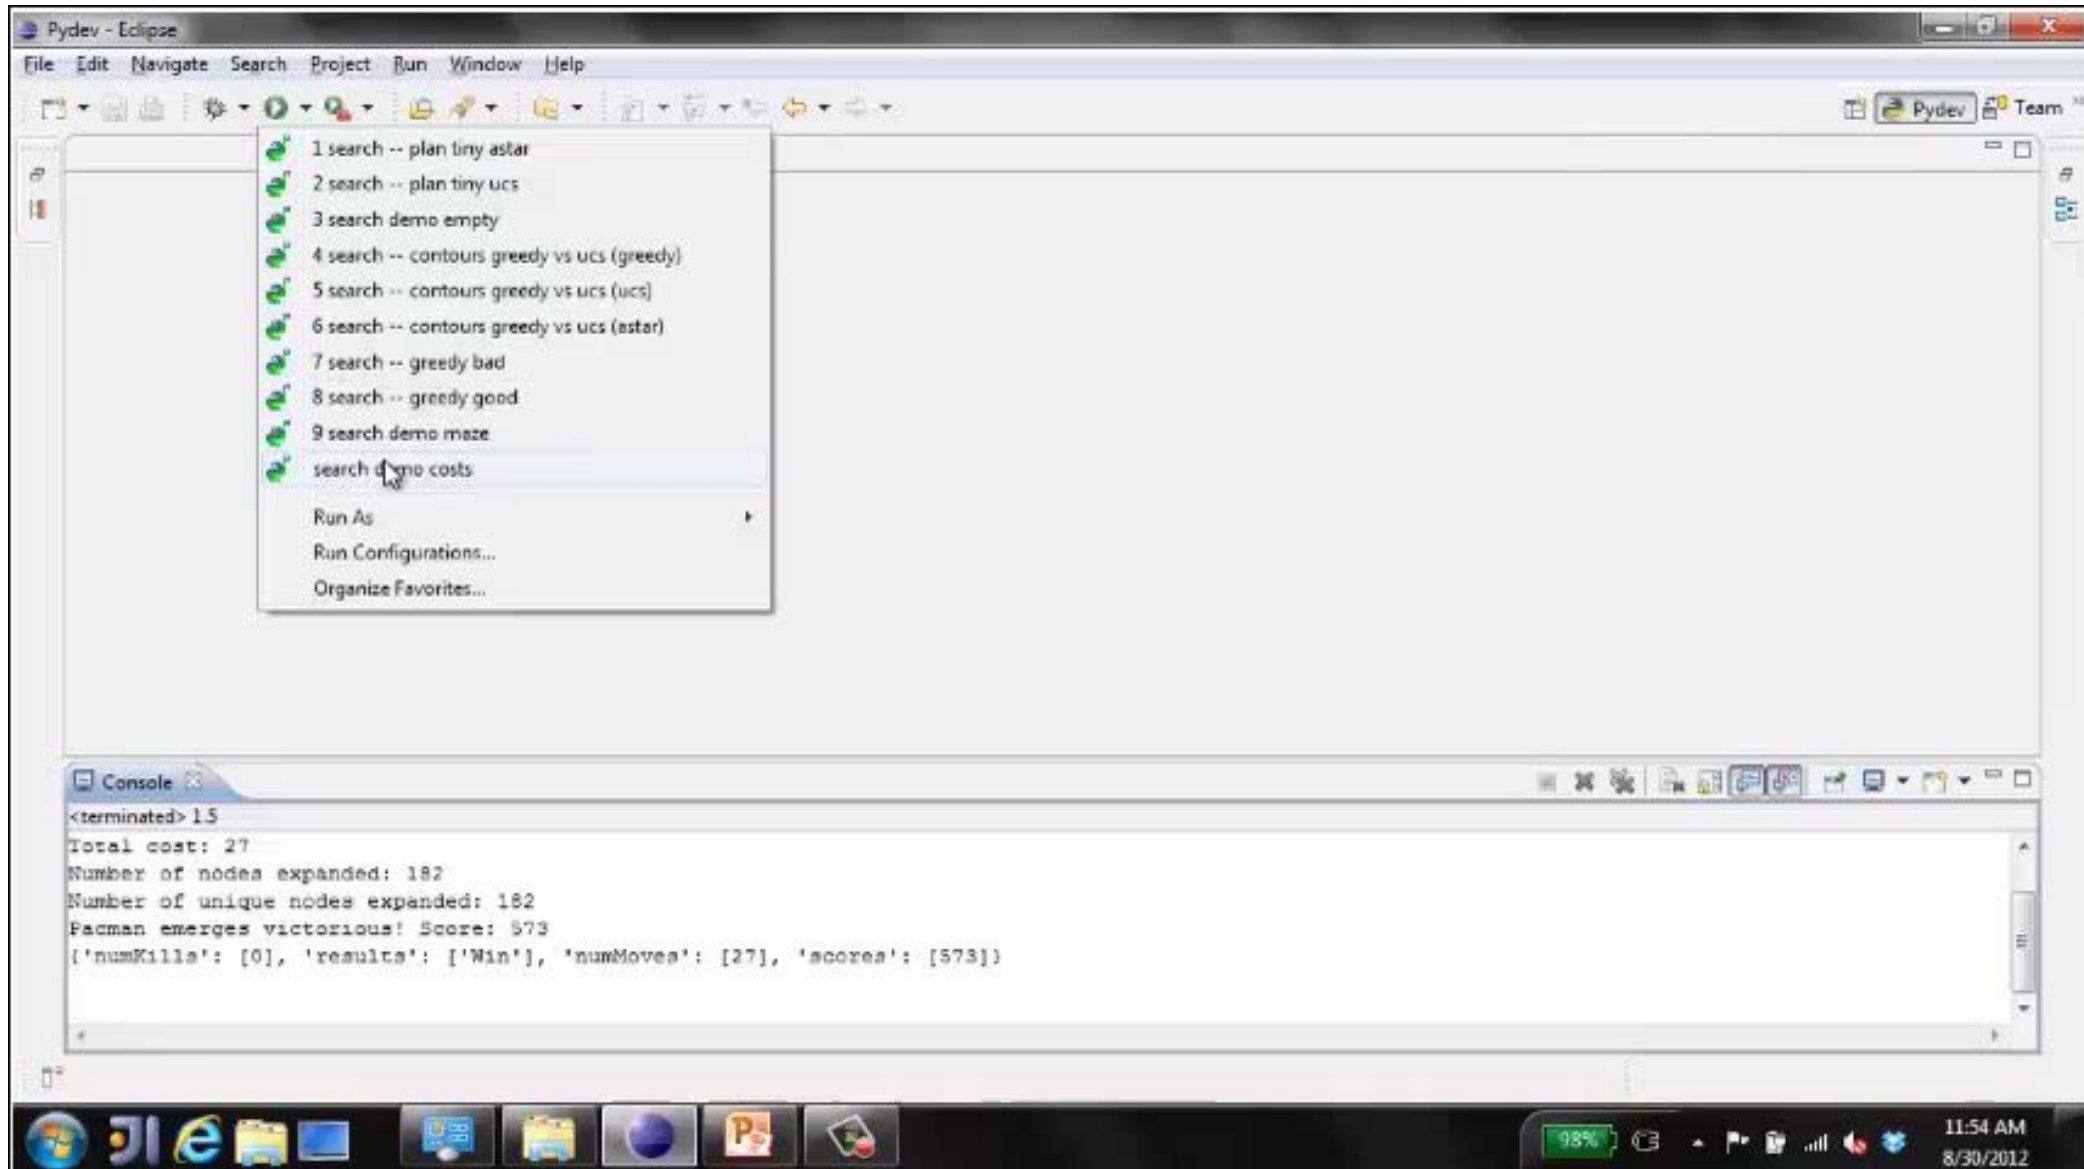 Pydev - Eclipse
File Edit Navigate Search Project Run Window Help
Pydev Team
1 search -- plan tiny astar
2 search -- plan tiny ucs
3 search demo empty
4 search -- contours greedy vs ucs (greedy)
5 search -- contours greedy vs ucs (ucs)
6 search -- contours greedy vs ucs (astar)
7 search -- greedy bad
8 search -- greedy good
9 search demo maze
search demo costs
Run As
Run Configurations...
Organize Favorites...
Console
<terminated> 1.5
Total cost: 27
Number of nodes expanded: 182
Number of unique nodes expanded: 182
Pacman emerges victorious! Score: 573
{'numKills': [0], 'results': ['Win'], 'numMoves': [27], 'scores': [573]}
98%
11:54 AM
8/30/2012